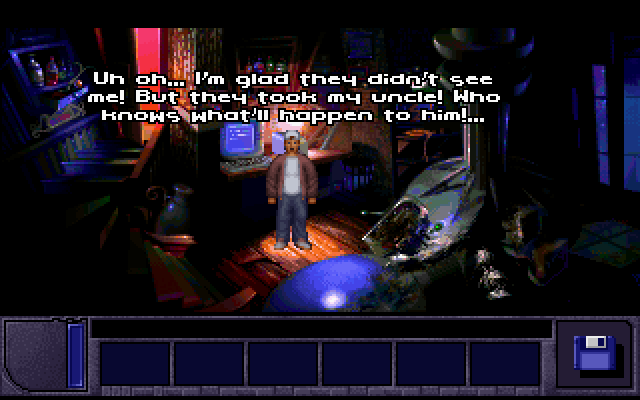 Uh oh... I'm glad they didn't see
me! But they took my uncle! Who
knows what'll happen to him!...